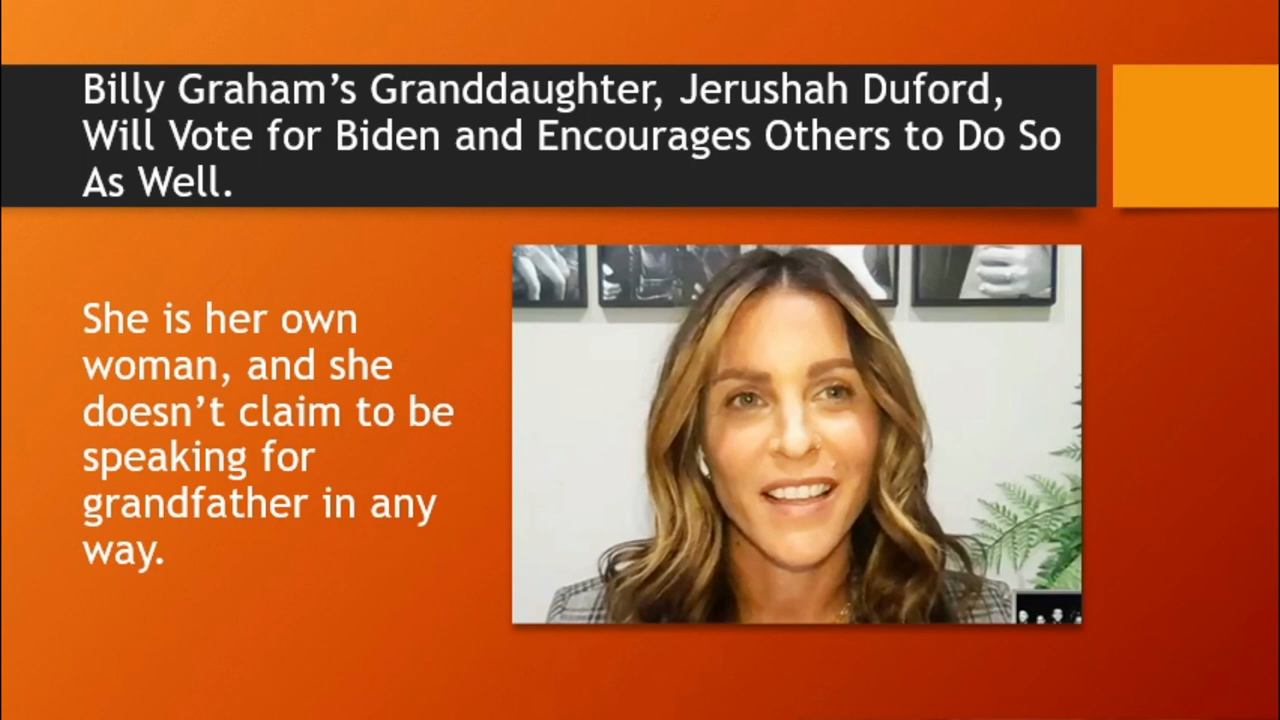 Billy Graham’s Granddaughter, Jerushah Duford,
Will Vote for Biden and Encourages Others to Do So
As Well.
She is her own
woman, and she
doesn’t claim to be
speaking for
grandfather in any
way.